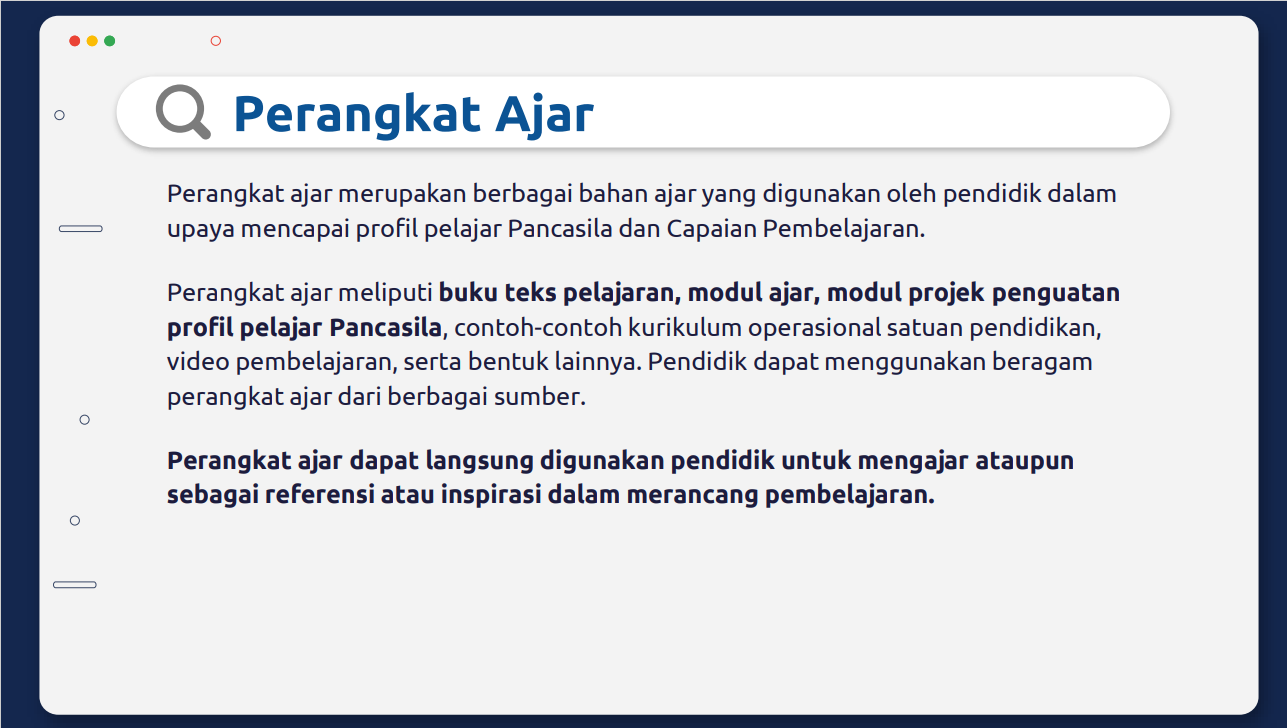 Perangkat Ajar
Perangkat ajar merupakan berbagai bahan ajar yang digunakan oleh pendidik dalam
upaya mencapai profil pelajar Pancasila dan Capaian Pembelajaran.
Perangkat ajar meliputi buku teks pelajaran, modul ajar, modul projek penguatan
profil pelajar Pancasila, contoh-contoh kurikulum operasional satuan pendidikan,
video pembelajaran, serta bentuk lainnya. Pendidik dapat menggunakan beragam
perangkat ajar dari berbagai sumber.
Perangkat ajar dapat langsung digunakan pendidik untuk mengajar ataupun
sebagai referensi atau inspirasi dalam merancang pembelajaran.